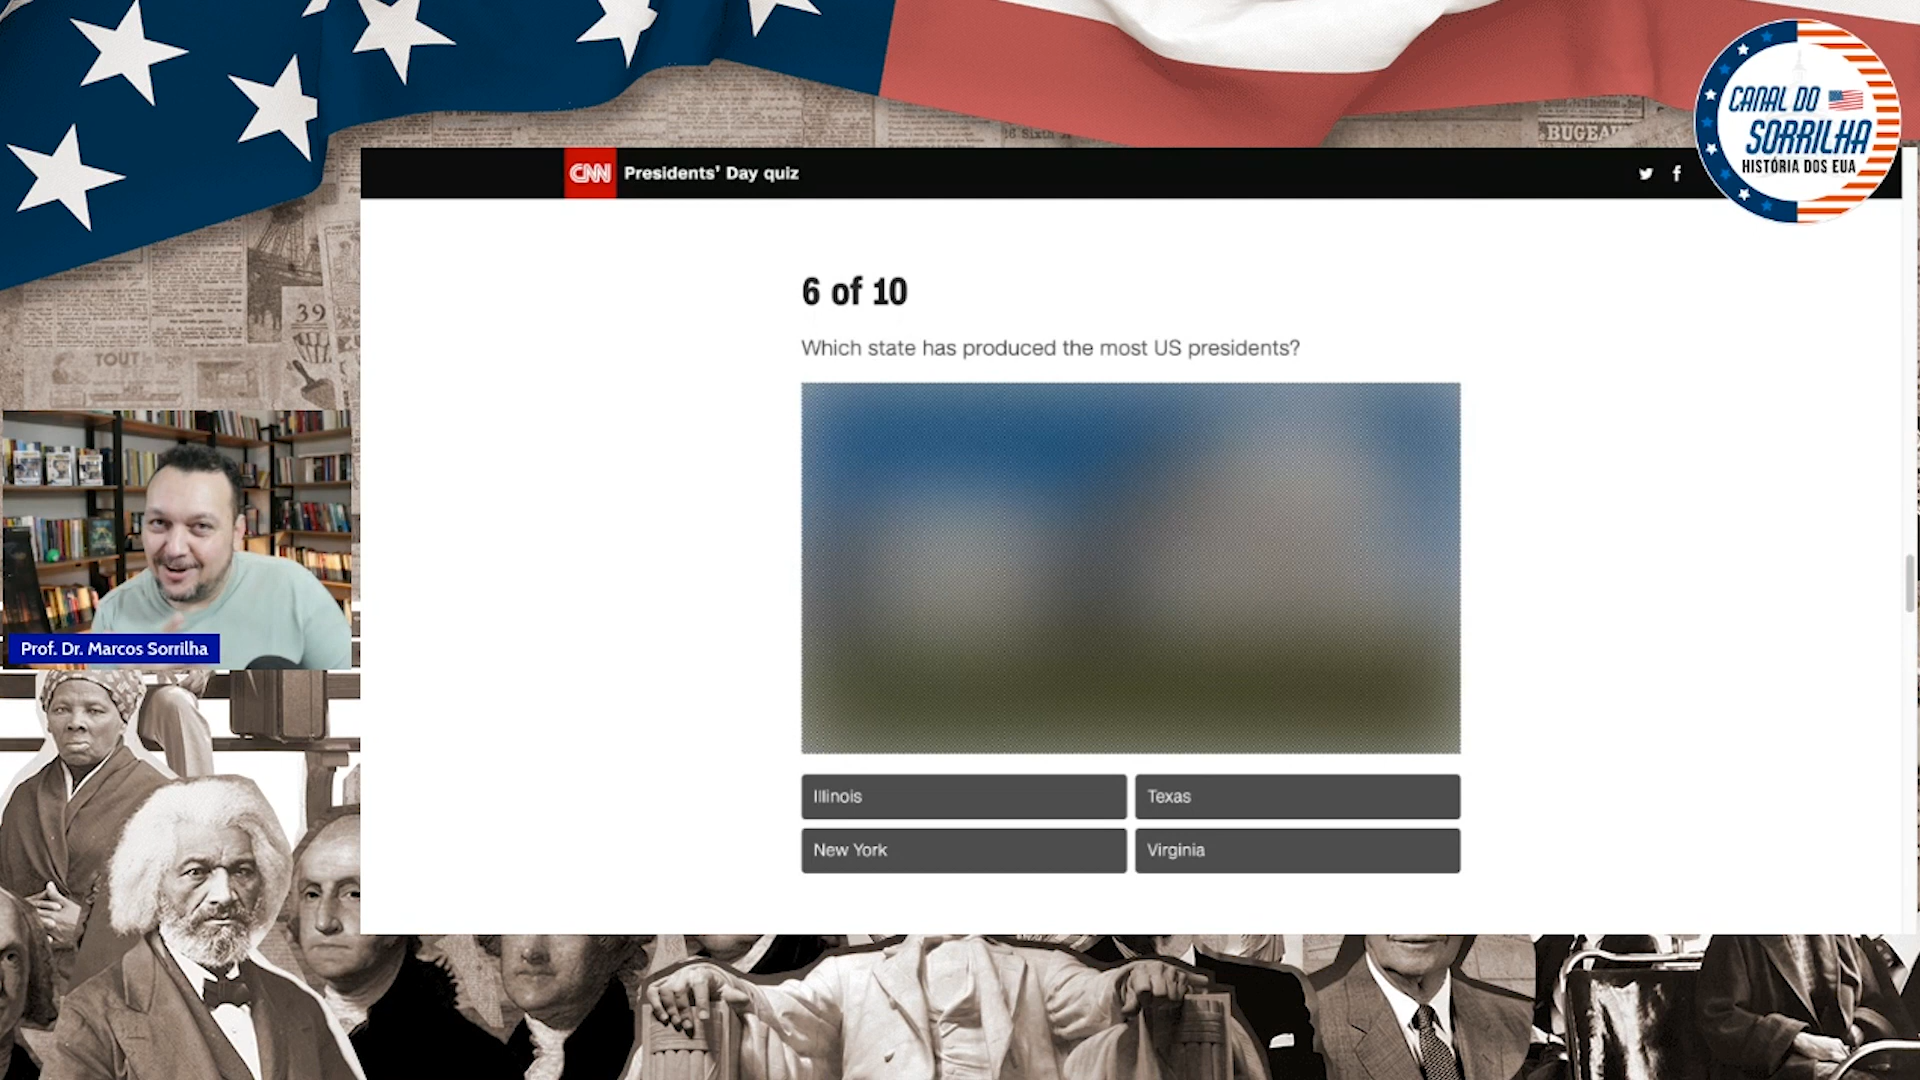 CANAL DO
SORRILHA
HISTÓRIA DOS EUA
BUGEAU
39
TOUT
CNN Presidents' Day quiz
6 of 10
Which state has produced the most US presidents?
Illinois
Texas
New York
Virginia
Prof. Dr. Marcos Sorrilha